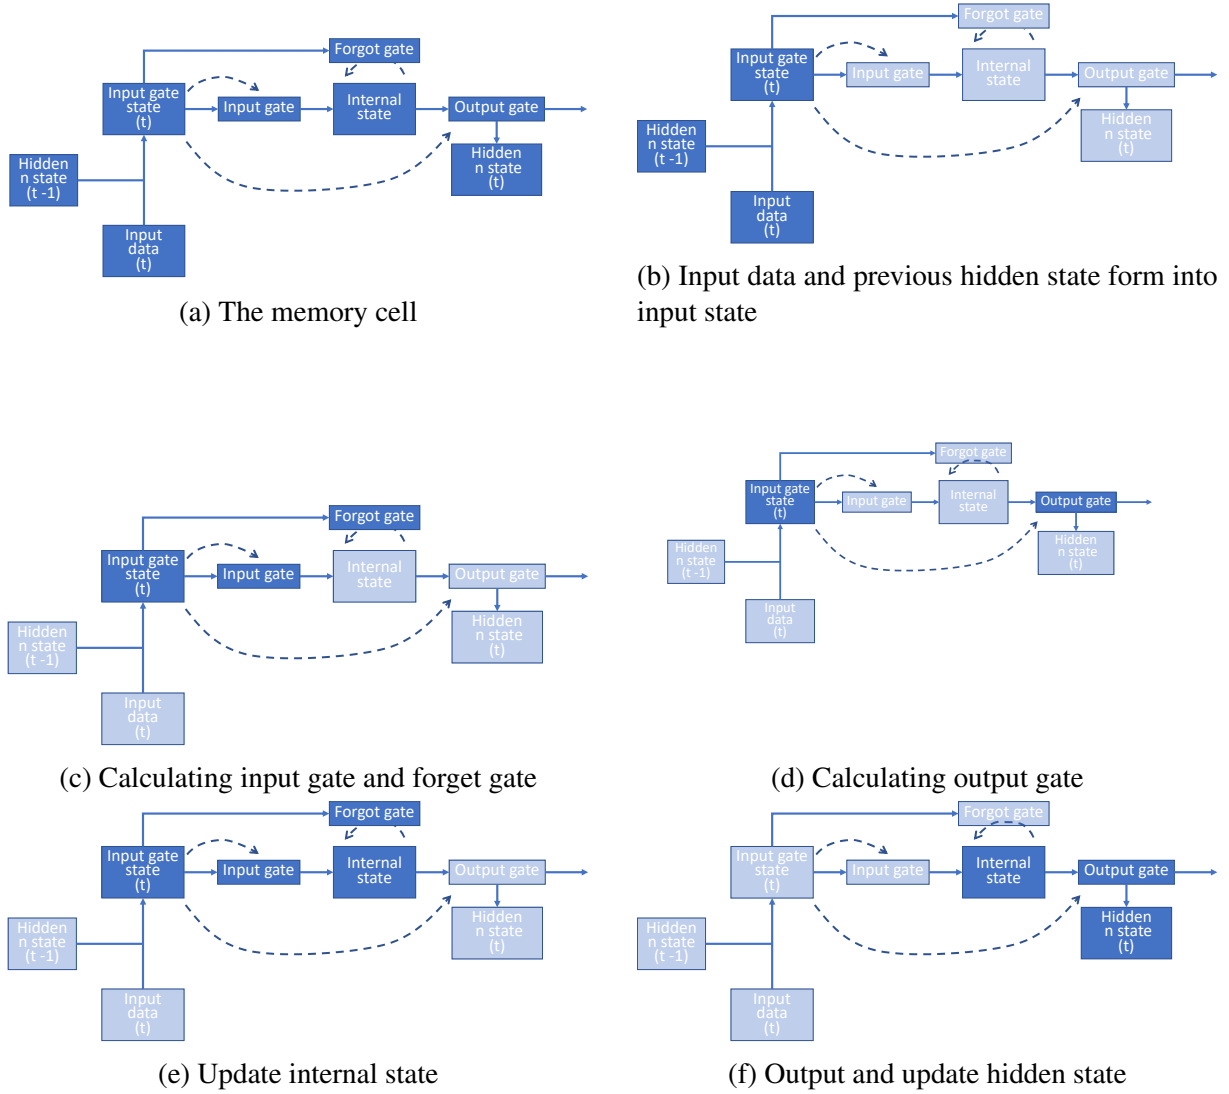 Forgot gate
Input gate
state
(t)
Input gate
Internal
state
Output gate
Hidden
n state
(t -1)
Hidden
n state
(t)
Input
data
(t)
(a) The memory cell
Forgot gate
Input gate
state
(t)
Input gate
Internal
state
Output gate
Hidden
n state
(t -1)
Hidden
n state
(t)
Input
data
(t)
(b) Input data and previous hidden state form into
input state
Forgot gate
Input gate
state
(t)
Input gate
Internal
state
Output gate
Hidden
n state
(t -1)
Hidden
n state
(t)
Input
data
(t)
(c) Calculating input gate and forget gate
Forgot gate
Input gate
state
(t)
Input gate
Internal
state
Output gate
Hidden
n state
(t -1)
Hidden
n state
(t)
Input
data
(t)
(d) Calculating output gate
Forgot gate
Input gate
state
(t)
Input gate
Internal
state
Output gate
Hidden
n state
(t -1)
Hidden
n state
(t)
Input
data
(t)
(e) Update internal state
Forgot gate
Input gate
state
(t)
Input gate
Internal
state
Output gate
Hidden
n state
(t -1)
Hidden
n state
(t)
Input
data
(t)
(f) Output and update hidden state